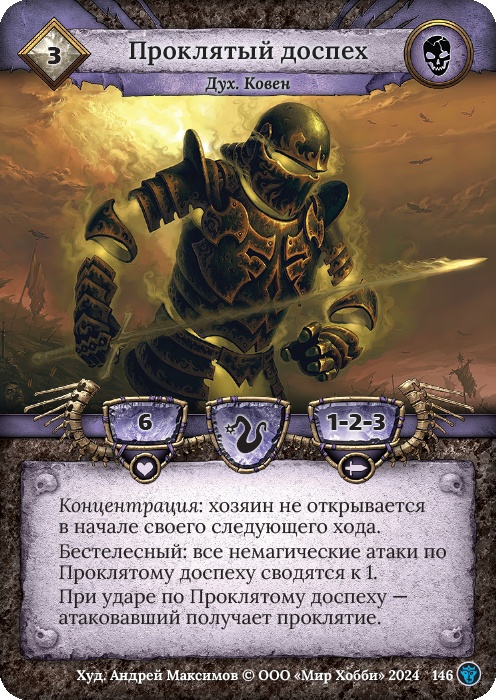 3
Проклятый доспех
Дух. Ковен
6
1-2-3
Концентрация: хозяин не открывается
в начале своего следующего хода.
Бестелесный: все немагические атаки по
Проклятому доспеху сводятся к 1.
При ударе по Проклятому доспеху —
атаковавший получает проклятие.
Худ. Андрей Максимов © ООО «Мир Хобби» 2024 146